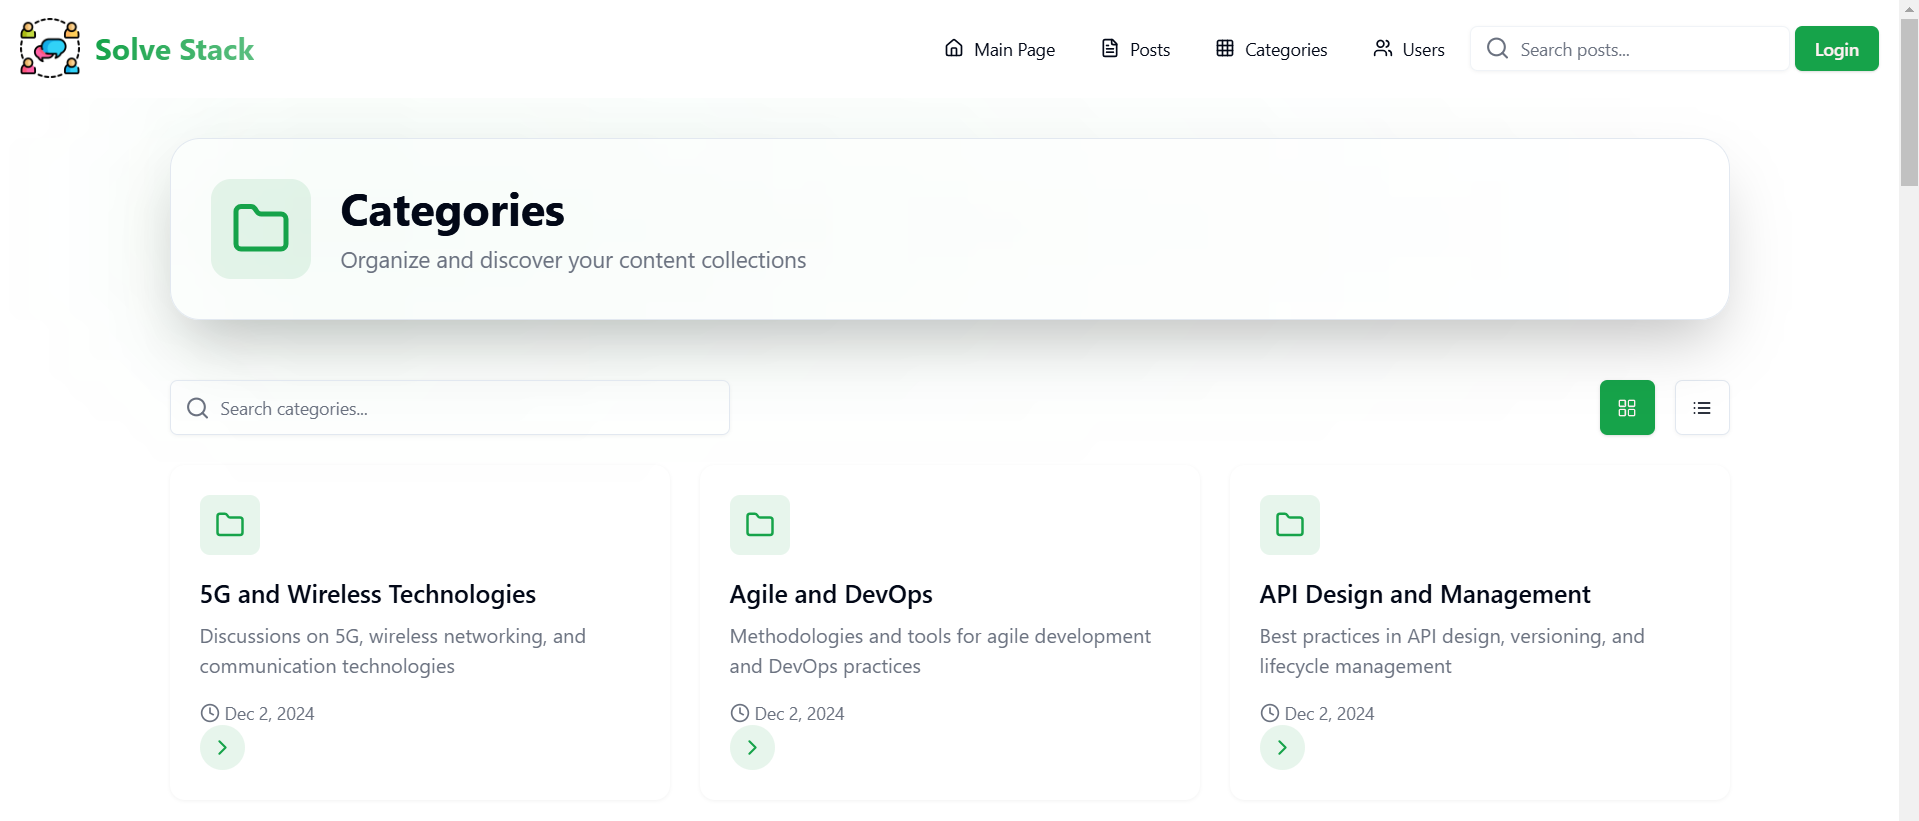 Solve Stack
Main Page
Posts
Categories
Users
Search posts...
Login
Categories
Organize and discover your content collections
Search categories...
5G and Wireless Technologies
Discussions on 5G, wireless networking, and
communication technologies
Dec 2, 2024
Agile and DevOps
Methodologies and tools for agile development
and DevOps practices
Dec 2, 2024
API Design and Management
Best practices in API design, versioning, and
lifecycle management
Dec 2, 2024